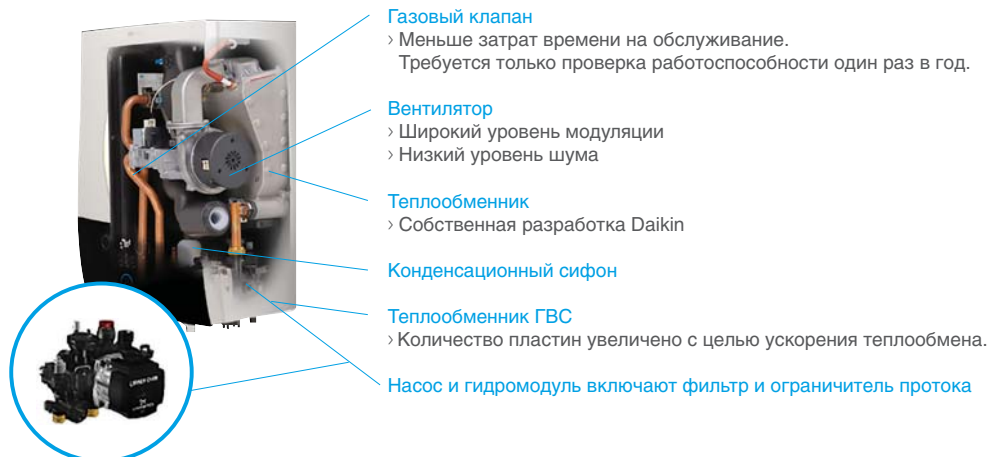 Газовый клапан
› Меньше затрат времени на обслуживание.
Требуется только проверка работоспособности один раз в год.
Вентилятор
› Широкий уровень модуляции
› Низкий уровень шума
Теплообменник
› Собственная разработка Daikin
Конденсационный сифон
Теплообменник ГВС
› Количество пластин увеличено с целью ускорения теплообмена.
Насос и гидромодуль включают фильтр и ограничитель протока